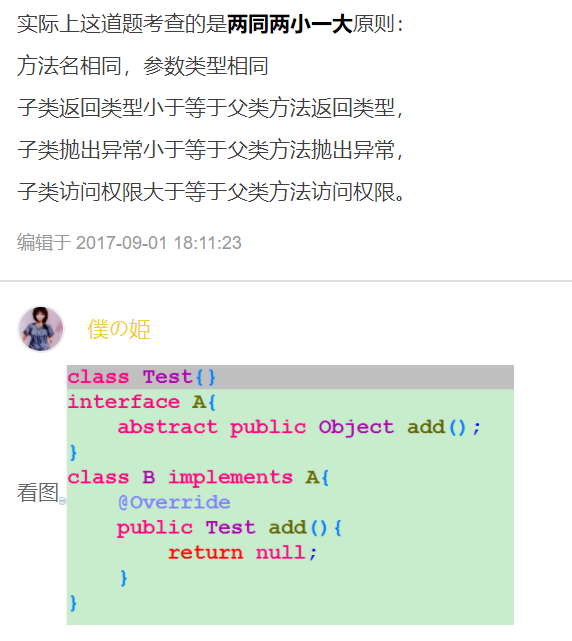 实际上这道题考查的是两同两小一大原则：
方法名相同，参数类型相同
子类返回类型小于等于父类方法返回类型，
子类抛出异常小于等于父类方法抛出异常，
子类访问权限大于等于父类方法访问权限。
编辑于 2017-09-01 18:11:23
僕の姫
看图
class Test{}
interface A{
    abstract public Object add();
}
class B implements A{
    @Override
    public Test add(){
        return null;
    }
}